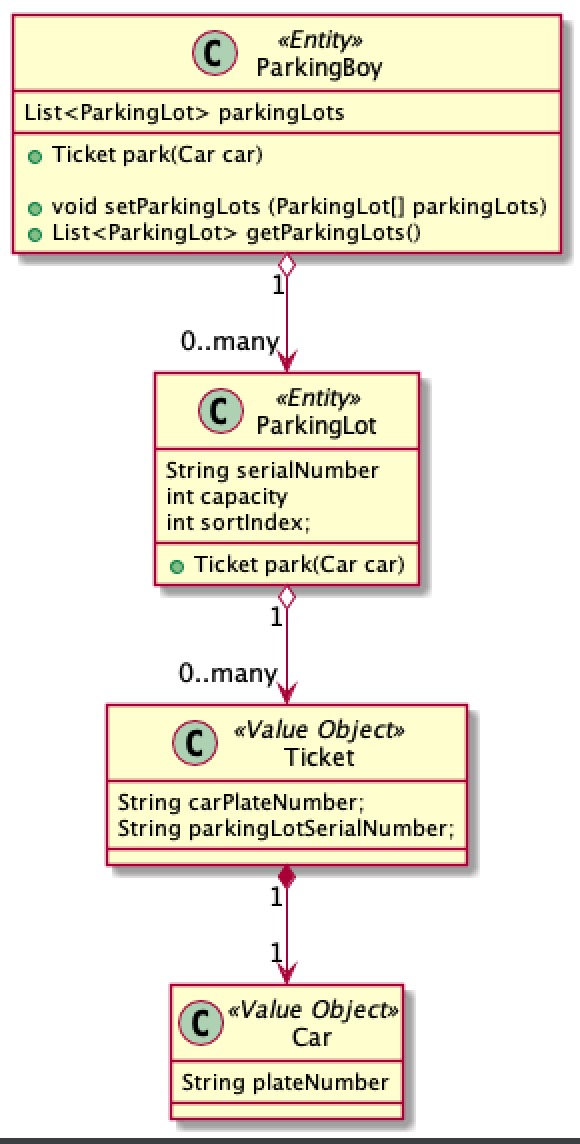 C «Entity»
ParkingBoy
List<ParkingLot> parkingLots
Ticket park(Car car)
void setParkingLots (ParkingLot[] parkingLots)
List<ParkingLot> getParkingLots()
1
0..many
C «Entity»
ParkingLot
String serialNumber
int capacity
int sortIndex;
Ticket park(Car car)
1
0..many
C «Value Object»
Ticket
String carPlateNumber;
String parkingLotSerialNumber;
1
1
C «Value Object»
Car
String plateNumber